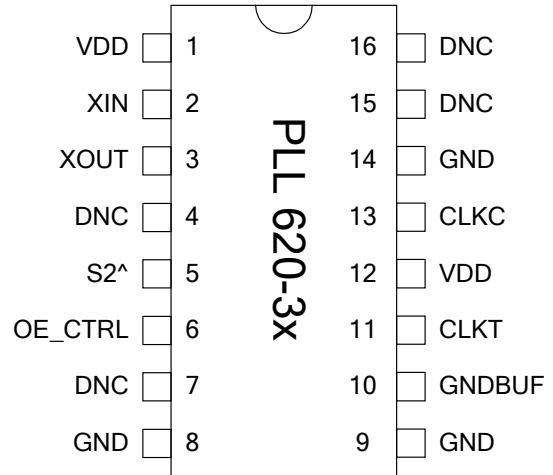 VDD 1 16 DNC
XIN 2 15 DNC
XOUT 3 14 GND
DNC 4 13 CLKC
S2^ 5 12 VDD
OE_CTRL 6 11 CLKT
DNC 7 10 GNDBUF
GND 8 9 GND
PLL 620-3x